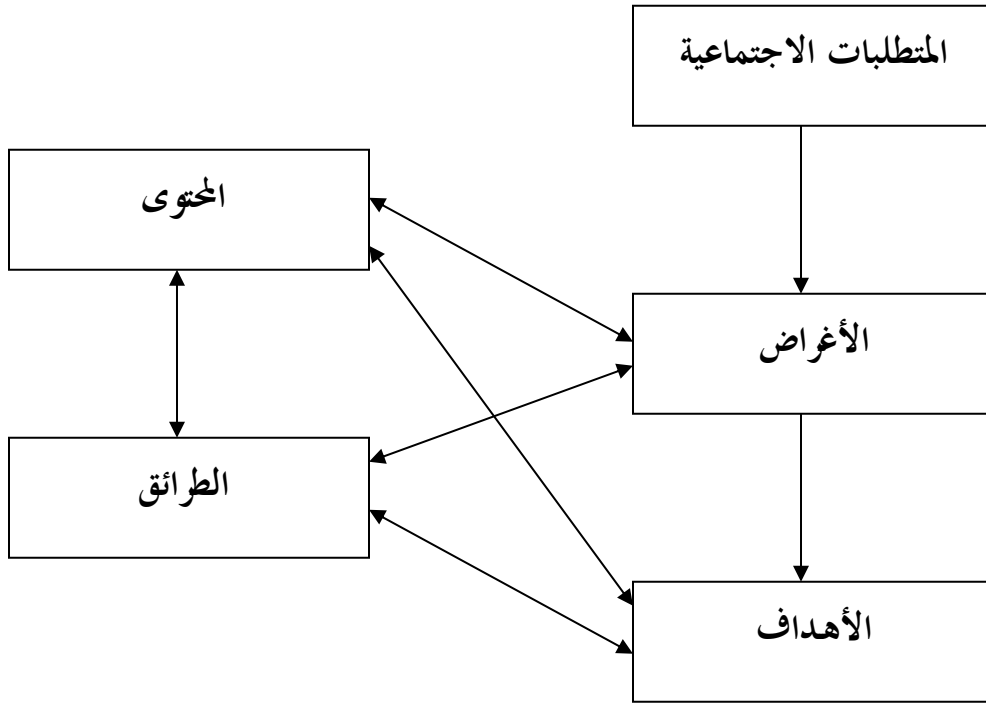 المتطلبات الاجتماعية
المحتوى
الأغراض
الطرائق
الأهداف